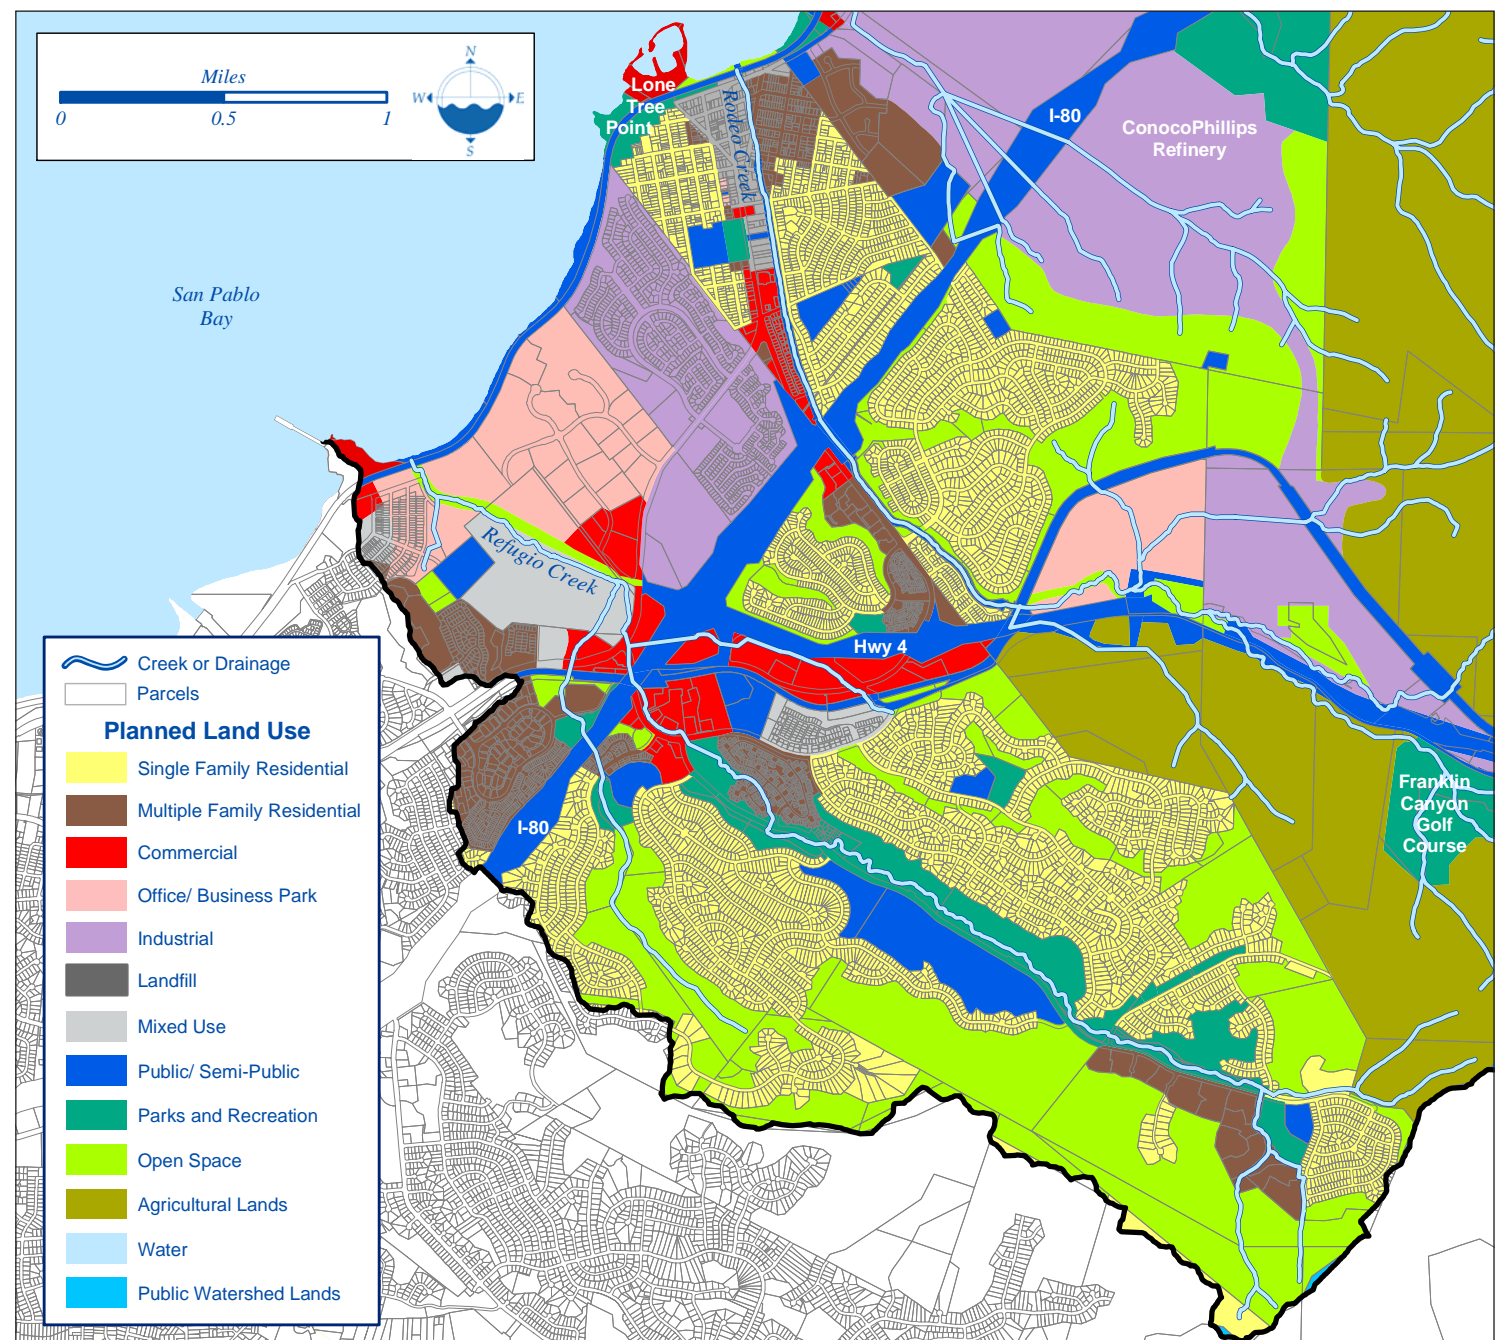 Miles
0
0.5
1
N
W
E
S
Lone
Tree
Point
Rodeo Creek
I-80
ConocoPhillips
Refinery
San Pablo
Bay
Refugio Creek
Hwy 4
I-80
Franklin
Canyon
Golf
Course
Creek or Drainage
Parcels
Planned Land Use
Single Family Residential
Multiple Family Residential
Commercial
Office/ Business Park
Industrial
Landfill
Mixed Use
Public/ Semi-Public
Parks and Recreation
Open Space
Agricultural Lands
Water
Public Watershed Lands